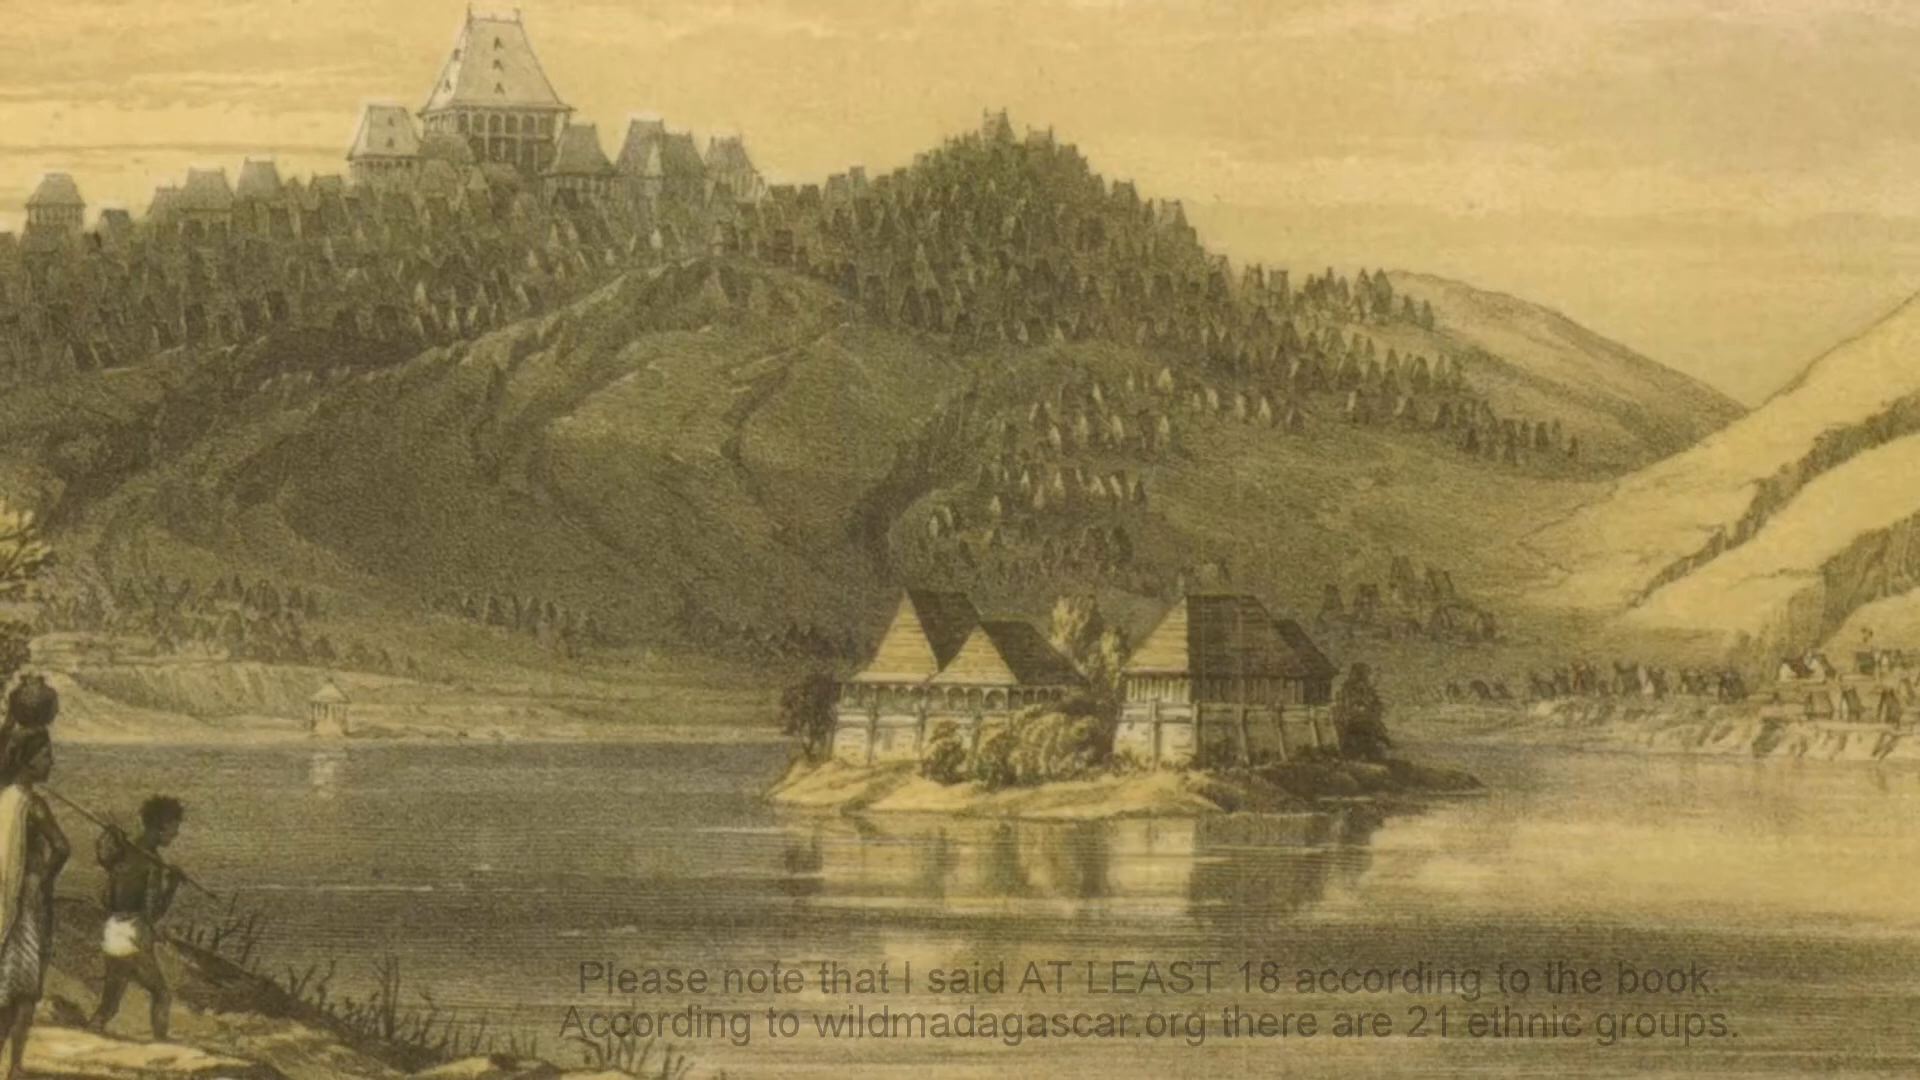 Please note that I said AT LEAST 18 according to the book.
According to wildmadagascar.org there are 21 ethnic groups.